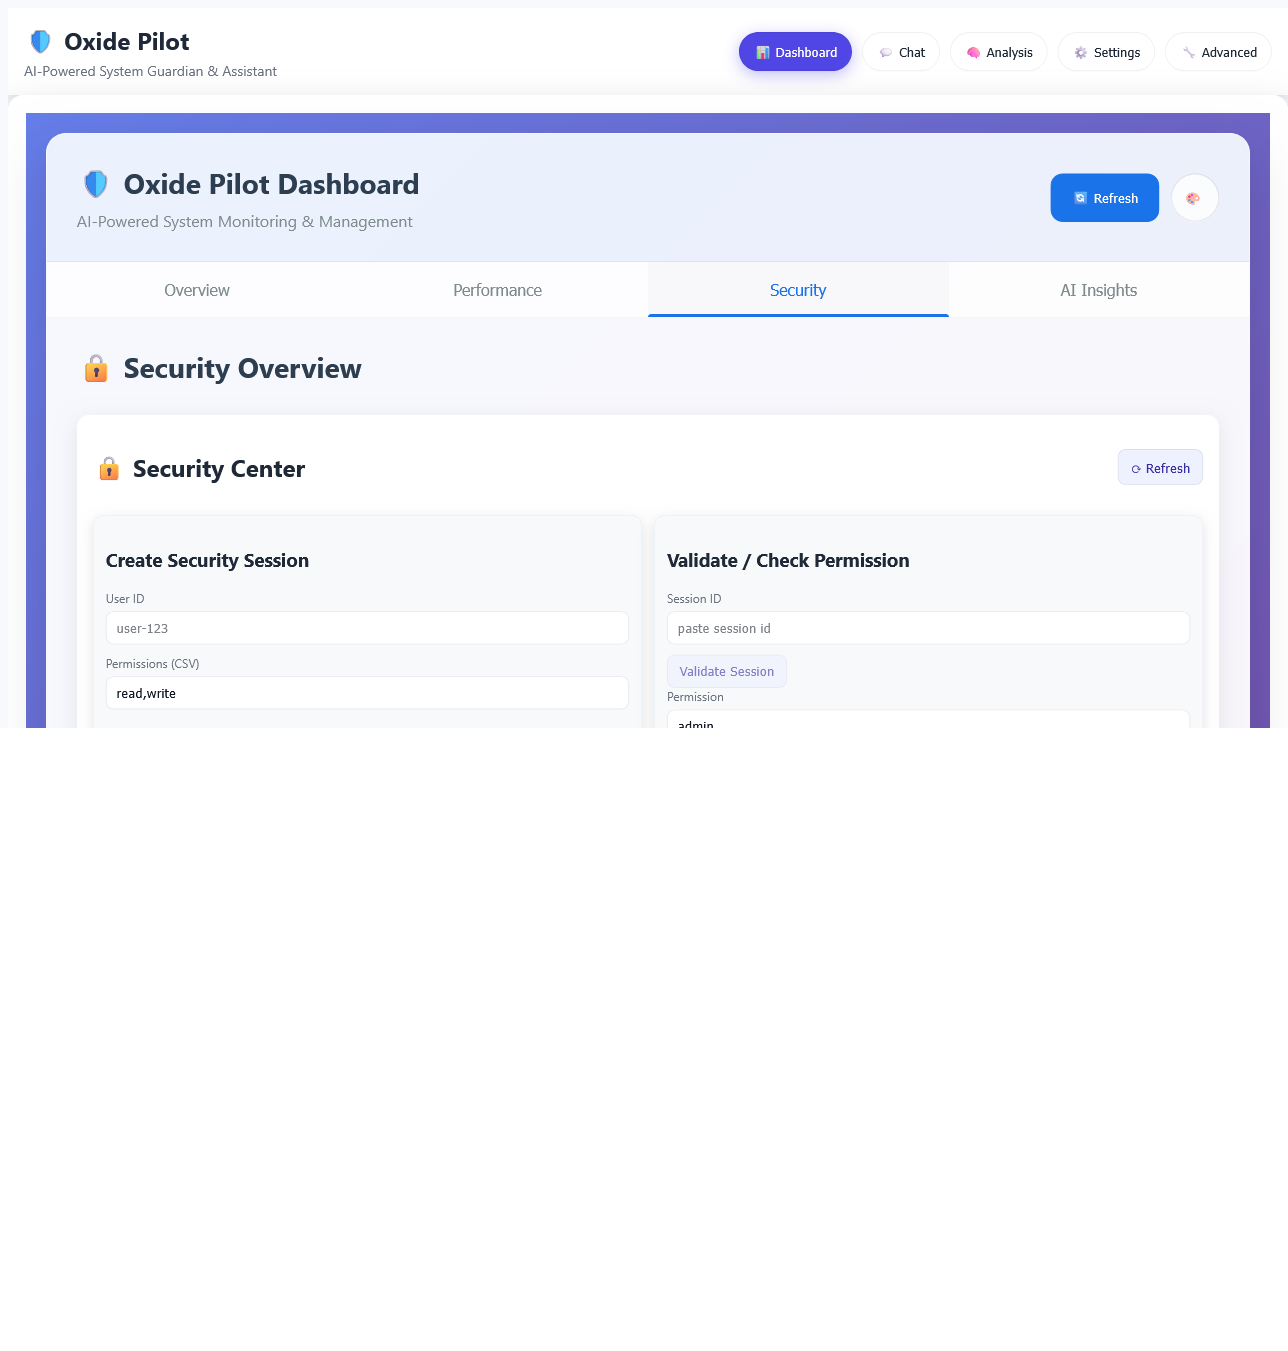 Oxide Pilot
AI-Powered System Guardian & Assistant
Dashboard
Chat
Analysis
Settings
Advanced
Oxide Pilot Dashboard
AI-Powered System Monitoring & Management
Refresh
Overview
Performance
Security
AI Insights
Security Overview
Security Center
⟳ Refresh
Create Security Session
User ID
user-123
Permissions (CSV)
read,write
Validate / Check Permission
Session ID
paste session id
Validate Session
Permission
admin